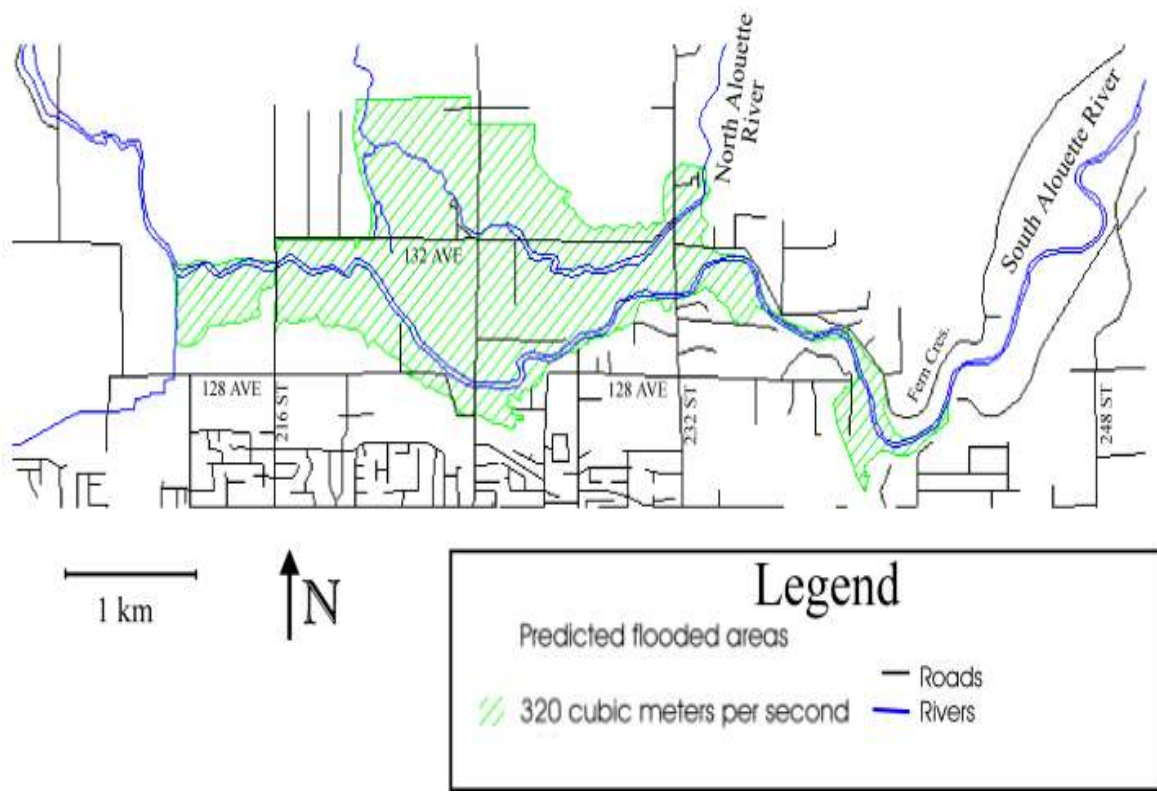 North Alouette
River
South Alouette River
132 AVE
Fern Cres.
128 AVE
216 ST
128 AVE
232 ST
248 ST
1 km
N
Legend
Predicted flooded areas
320 cubic meters per second
Roads
Rivers